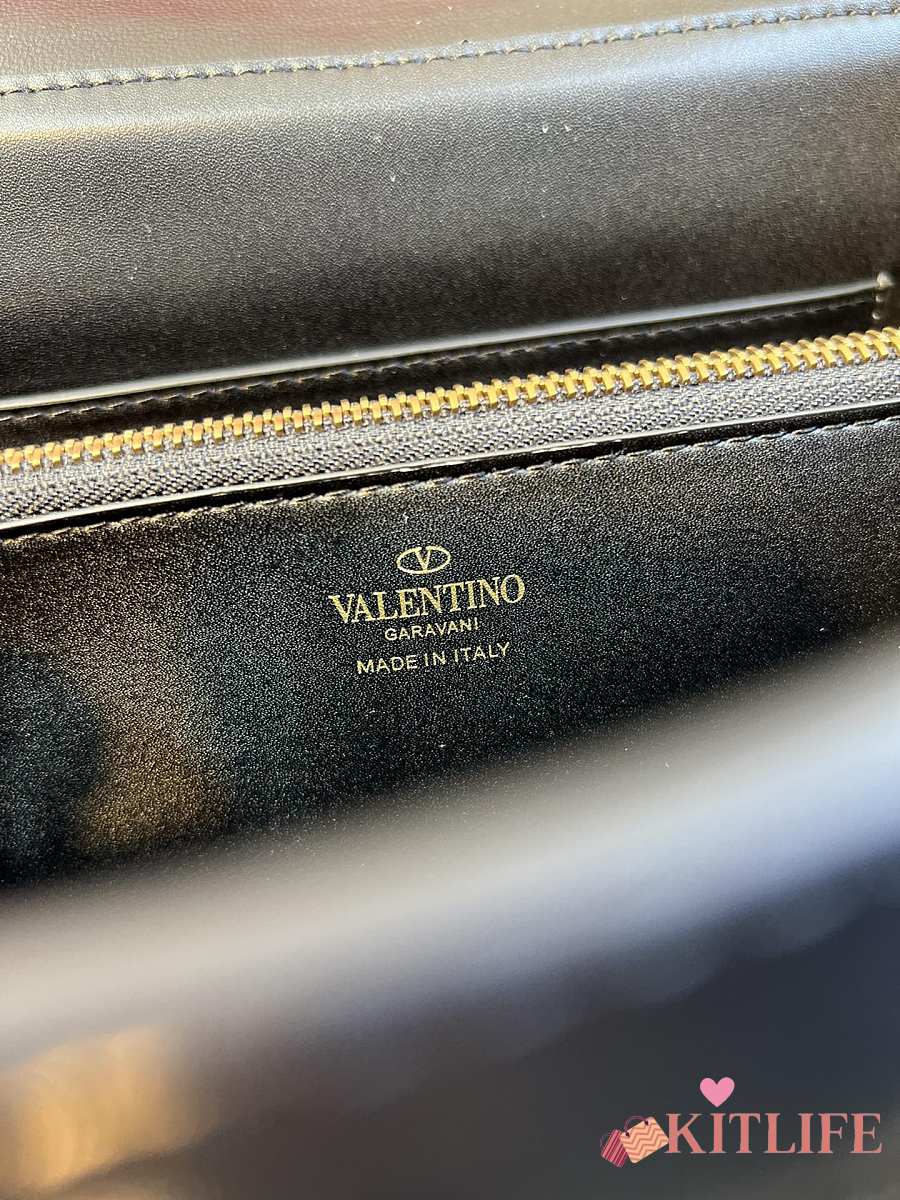 V
VALENTINO
GARAVANI
MADE IN ITALY
KITLIFE